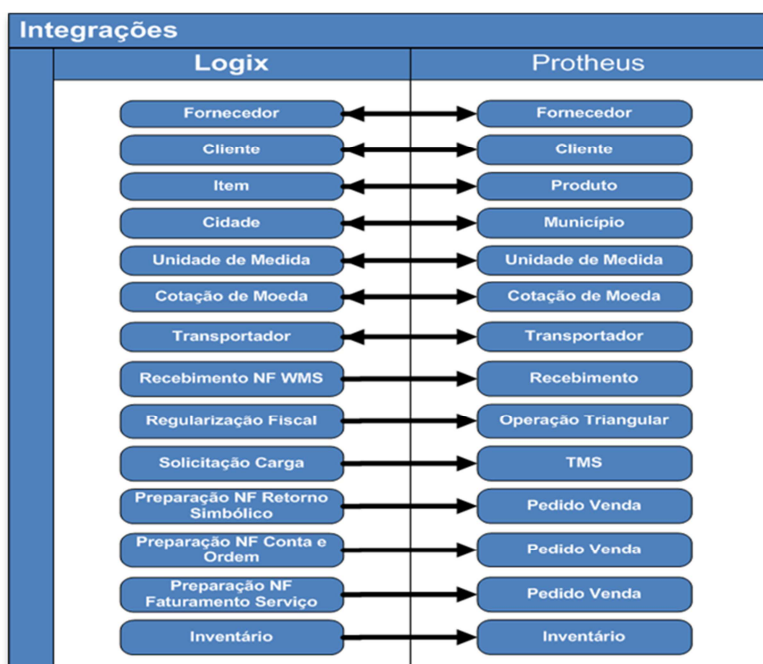 Integrações
Logix Protheus
Fornecedor Fornecedor
Cliente Cliente
Item Produto
Cidade Município
Unidade de Medida Unidade de Medida
Cotação de Moeda Cotação de Moeda
Transportador Transportador
Recebimento NF WMS Recebimento
Regularização Fiscal Operação Triangular
Solicitação Carga TMS
Preparação NF Retorno
Simbólico Pedido Venda
Preparação NF Conta e
Ordem Pedido Venda
Preparação NF
Faturamento Serviço Pedido Venda
Inventário Inventário